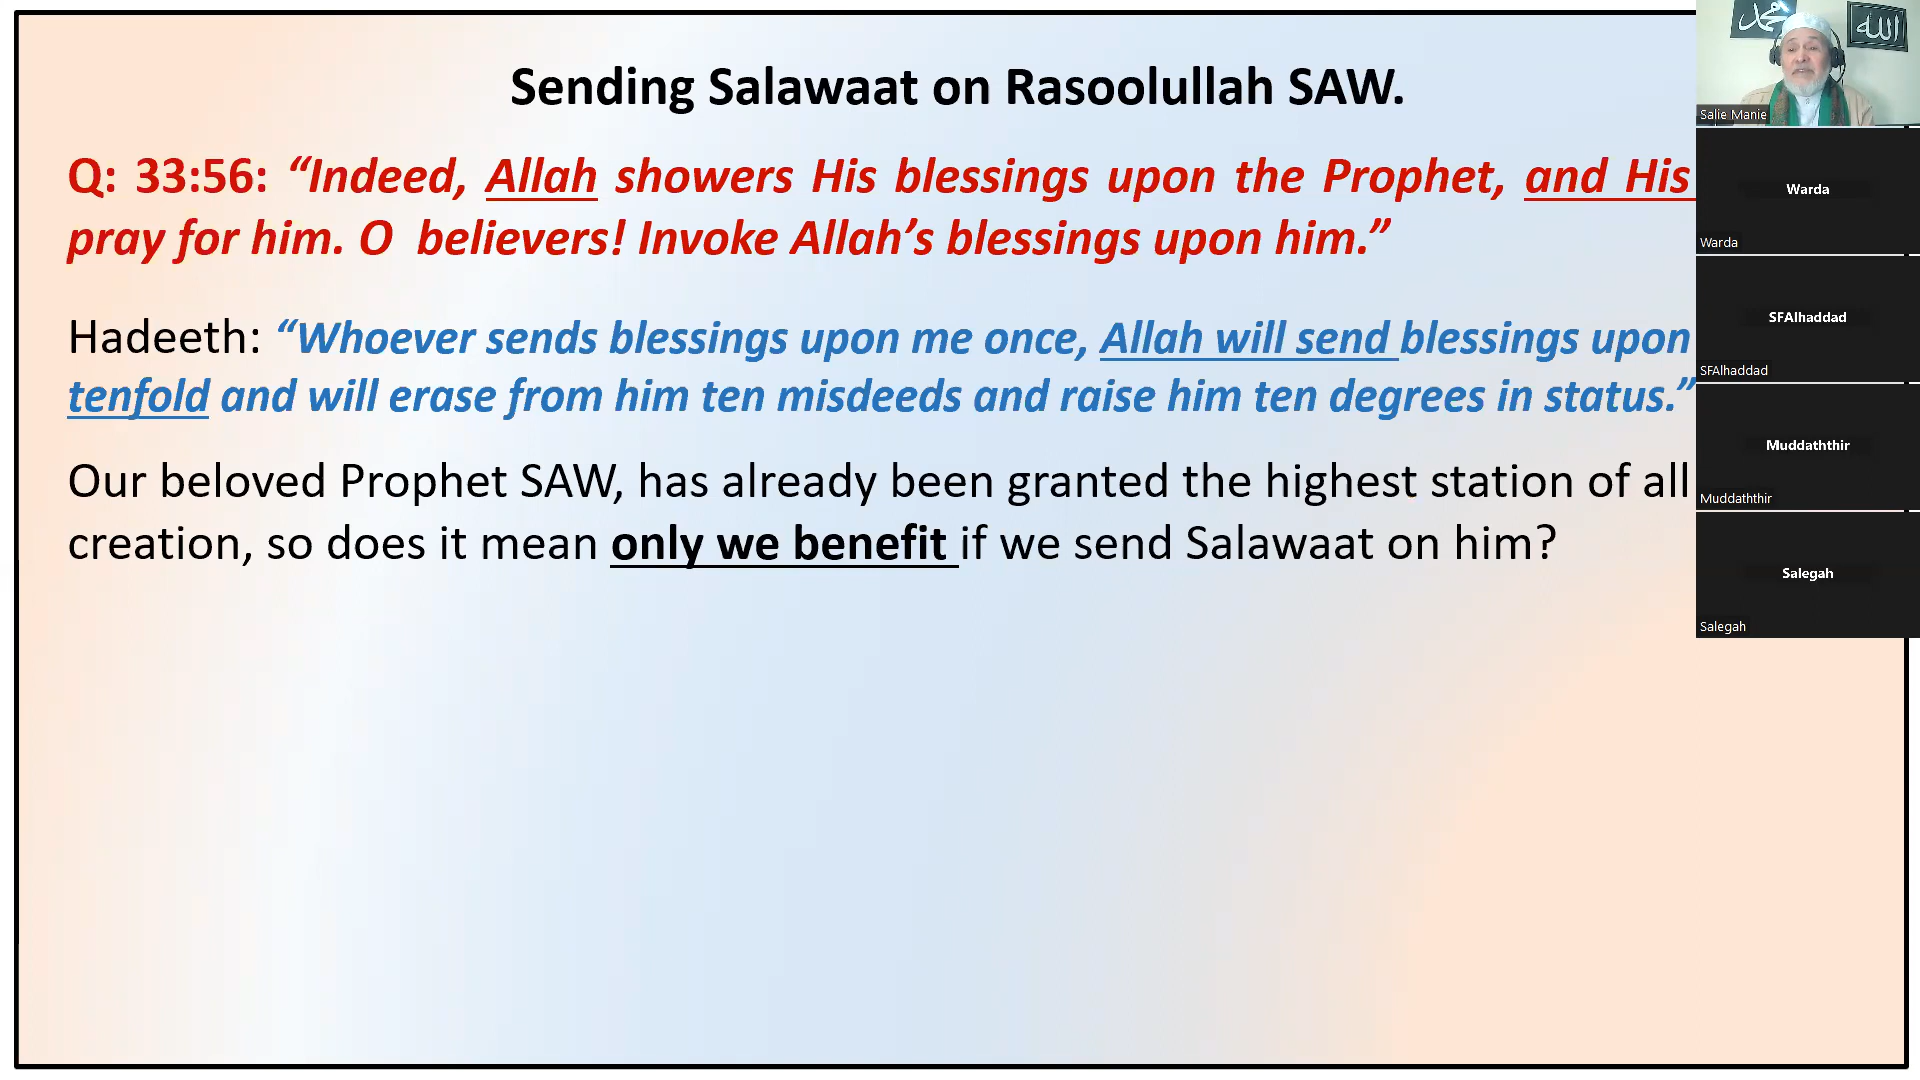 Sending Salawaat on Rasoolullah SAW.
Q: 33:56: “Indeed, Allah showers His blessings upon the Prophet, and His
pray for him. O believers! Invoke Allah’s blessings upon him.”
Hadeeth: “Whoever sends blessings upon me once, Allah will send blessings upon
tenfold and will erase from him ten misdeeds and raise him ten degrees in status.”
Our beloved Prophet SAW, has already been granted the highest station of all
creation, so does it mean only we benefit if we send Salawaat on him?
محمد
الله
Salie Manie
Warda
Warda
SFAlhaddad
SFAlhaddad
Muddaththir
Muddaththir
Salegah
Salegah